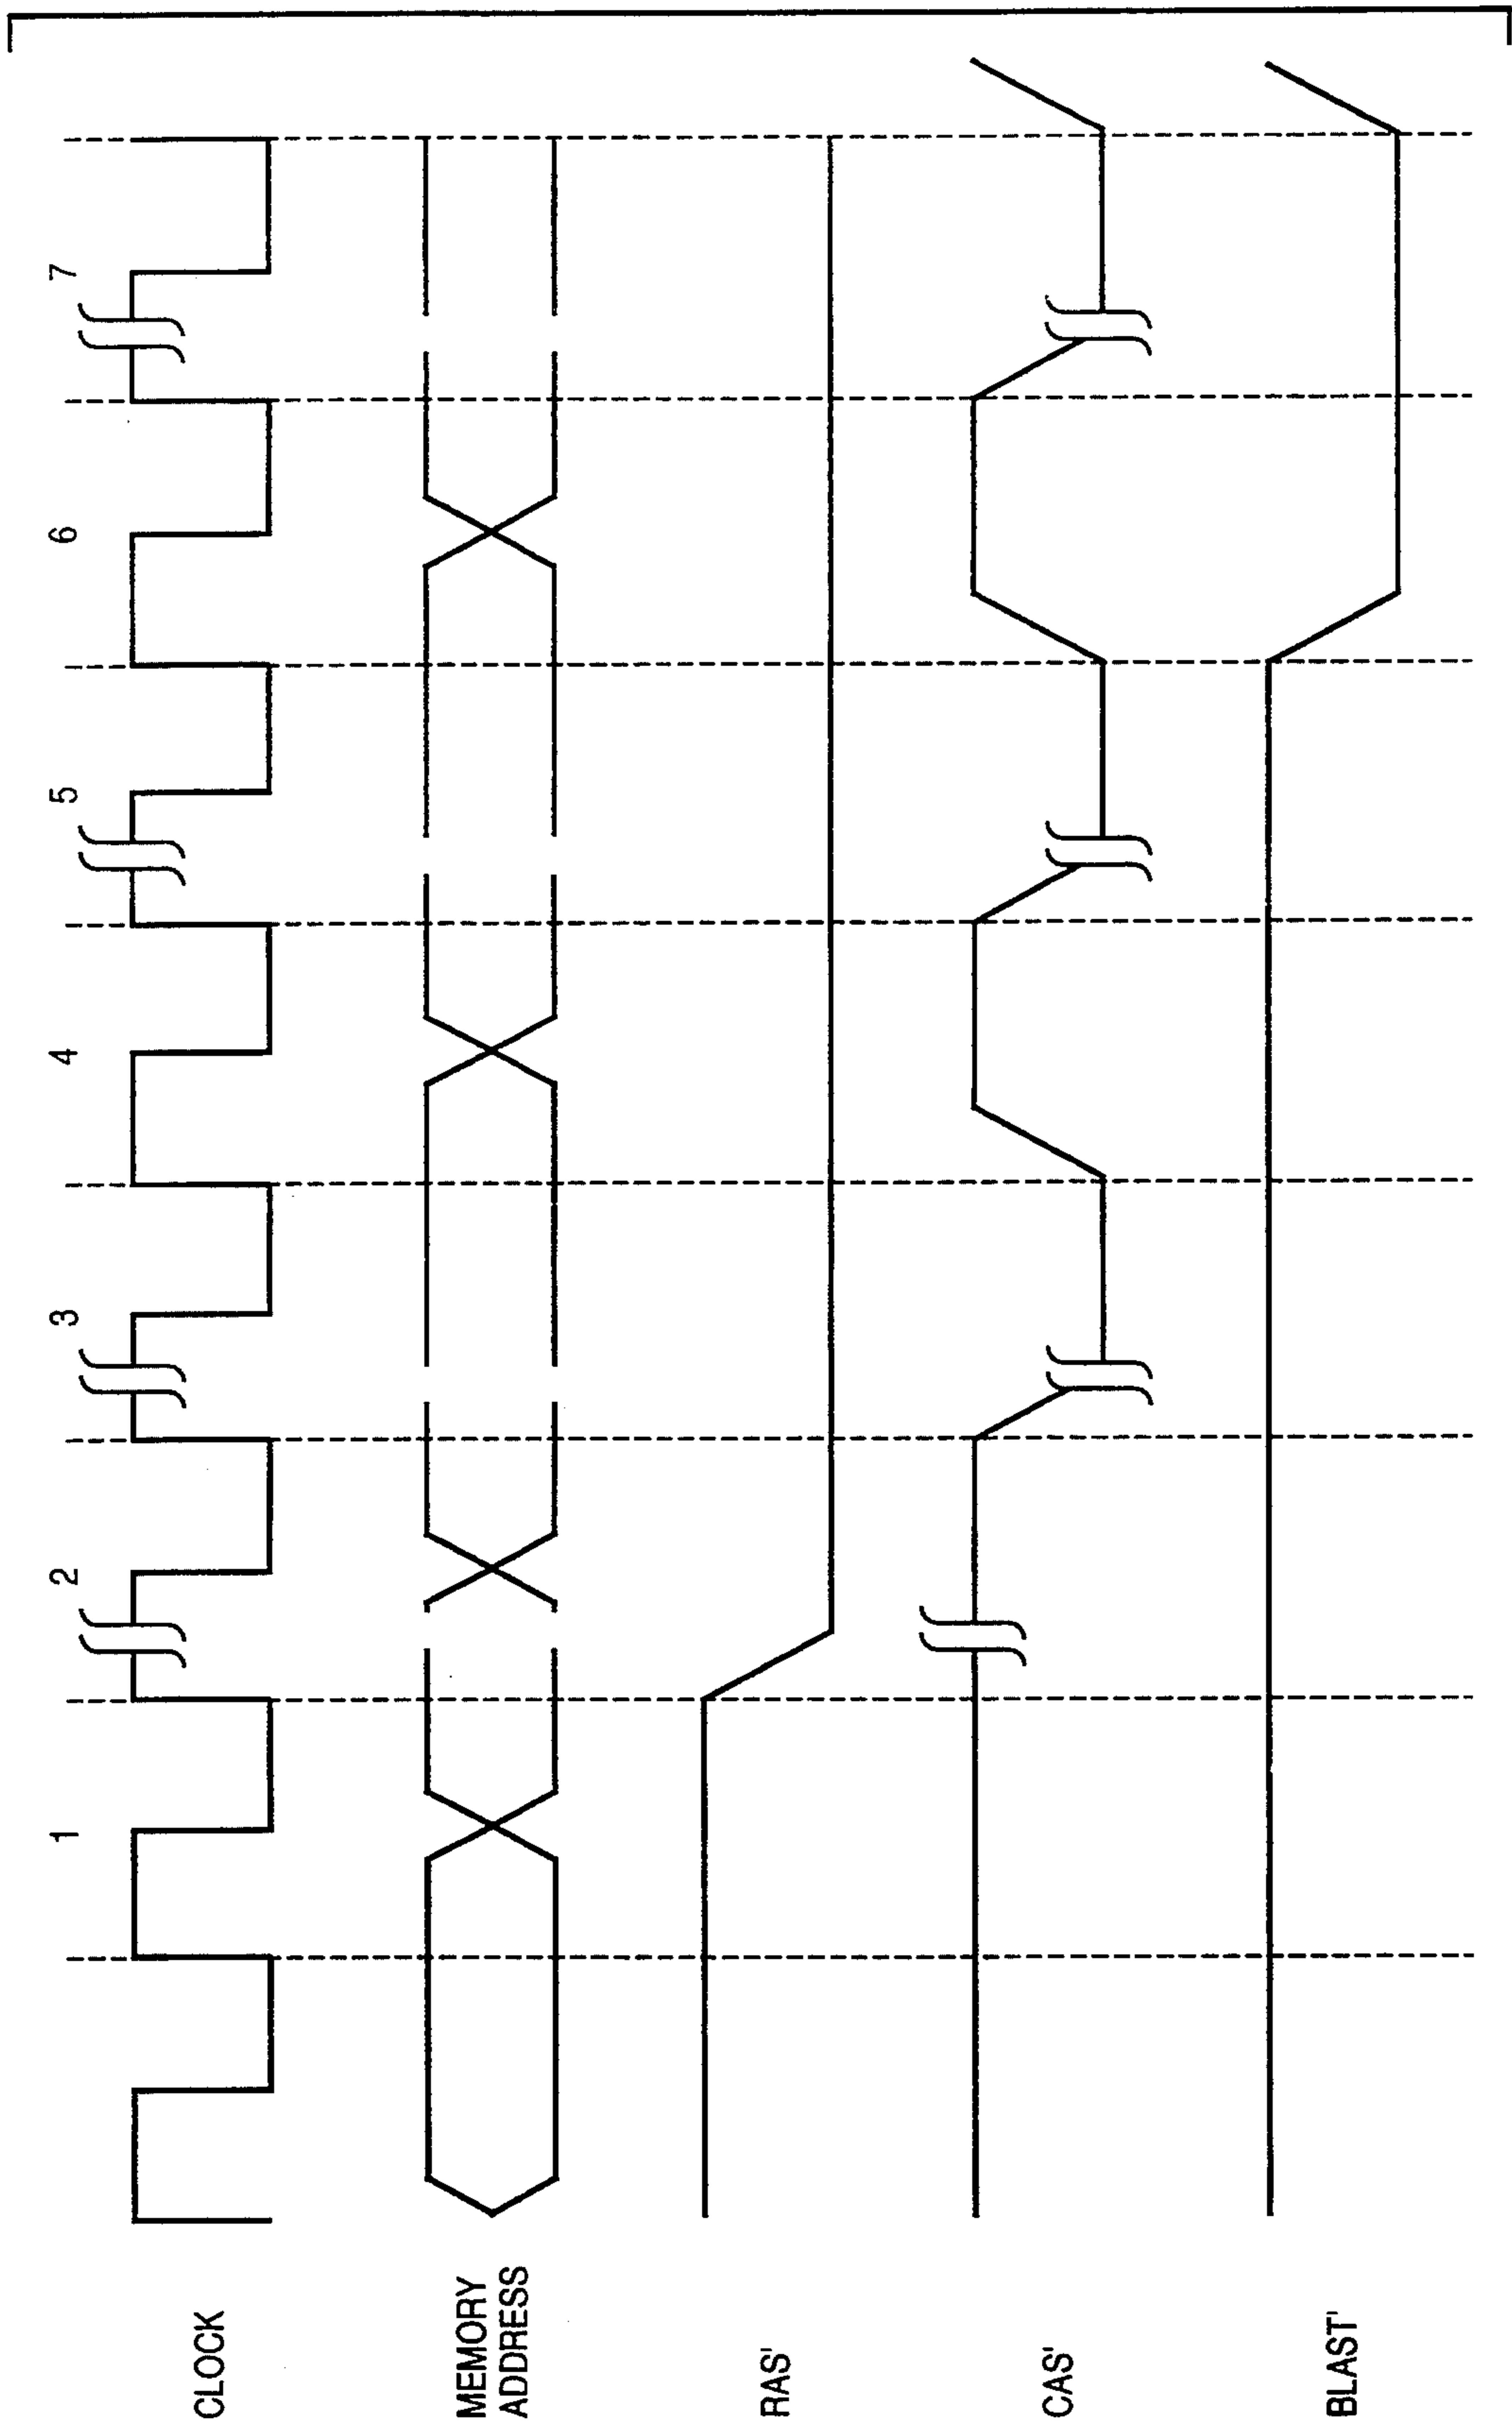 1 2 3 4 5 6 7
CLOCK
MEMORY
ADDRESS
RAS'
CAS'
BLAST'